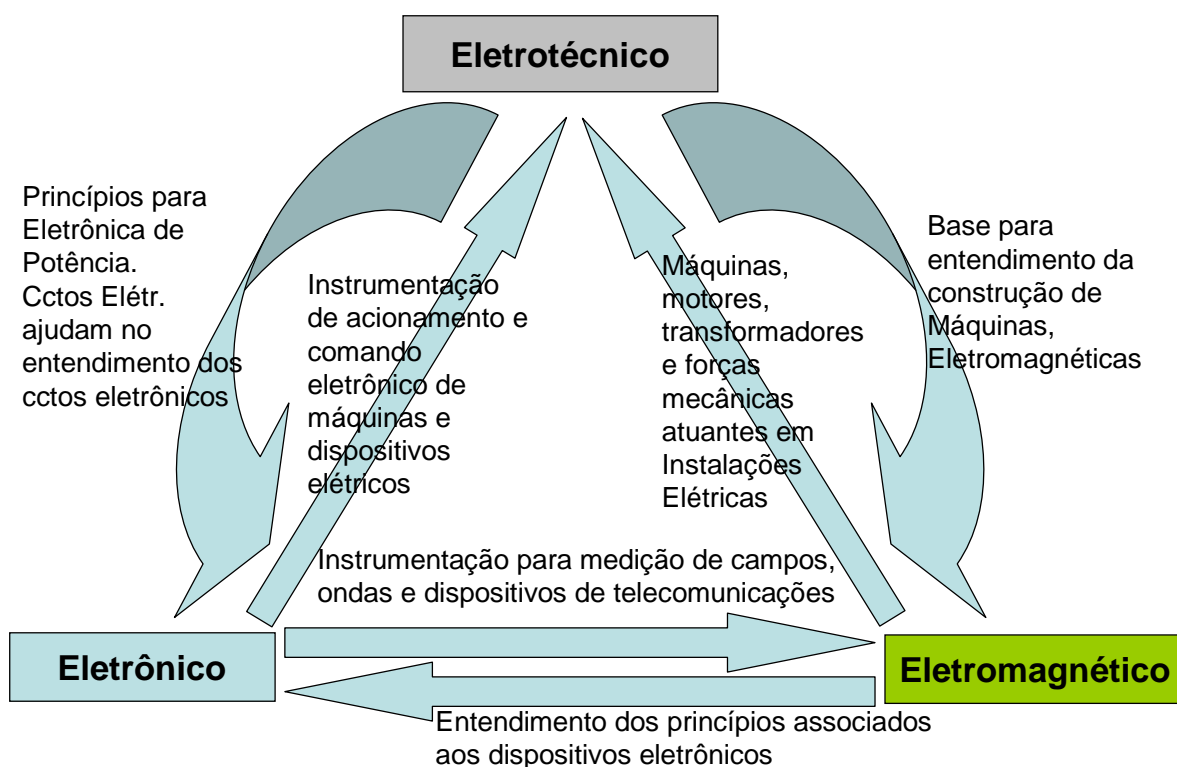 Eletrotécnico
Princípios para
Eletrônica de
Potência.
Cctos Elétr.
ajudam no
entendimento dos
cctos eletrônicos
Instrumentação
de acionamento e
comando
eletrônico de
máquinas e
dispositivos
elétricos
Máquinas,
motores,
transformadores
e forças
mecânicas
atuantes em
Instalações
Elétricas
Base para
entendimento da
construção de
Máquinas,
Eletromagnéticas
Instrumentação para medição de campos,
ondas e dispositivos de telecomunicações
Eletrônico
Eletromagnético
Entendimento dos princípios associados
aos dispositivos eletrônicos